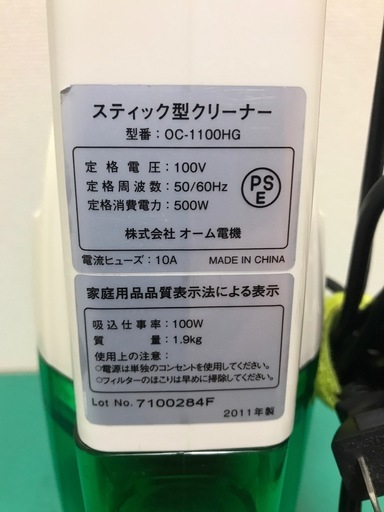 スティック型クリーナー
型番：OC-1100HG
定格電圧：100V
定格周波数：50/60Hz
定格消費電力：500W
PSE
株式会社 オーム電機
電流ヒューズ：10A MADE IN CHINA
家庭用品品質表示法による表示
吸込仕事率：100W
質量：1.9kg
使用上の注意：
○電源は単独のコンセントを使用してください。
○フィルターのほこりは早めに掃除してください。
Lot No. 7100284F 2011年製